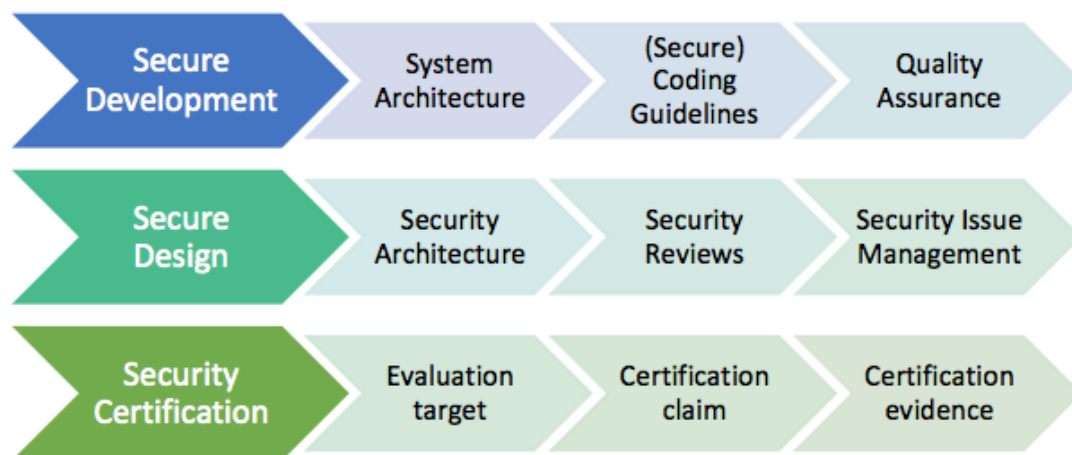 Secure
Development
System
Architecture
(Secure)
Coding
Guidelines
Quality
Assurance
Secure
Design
Security
Architecture
Security
Reviews
Security Issue
Management
Security
Certification
Evaluation
target
Certification
claim
Certification
evidence